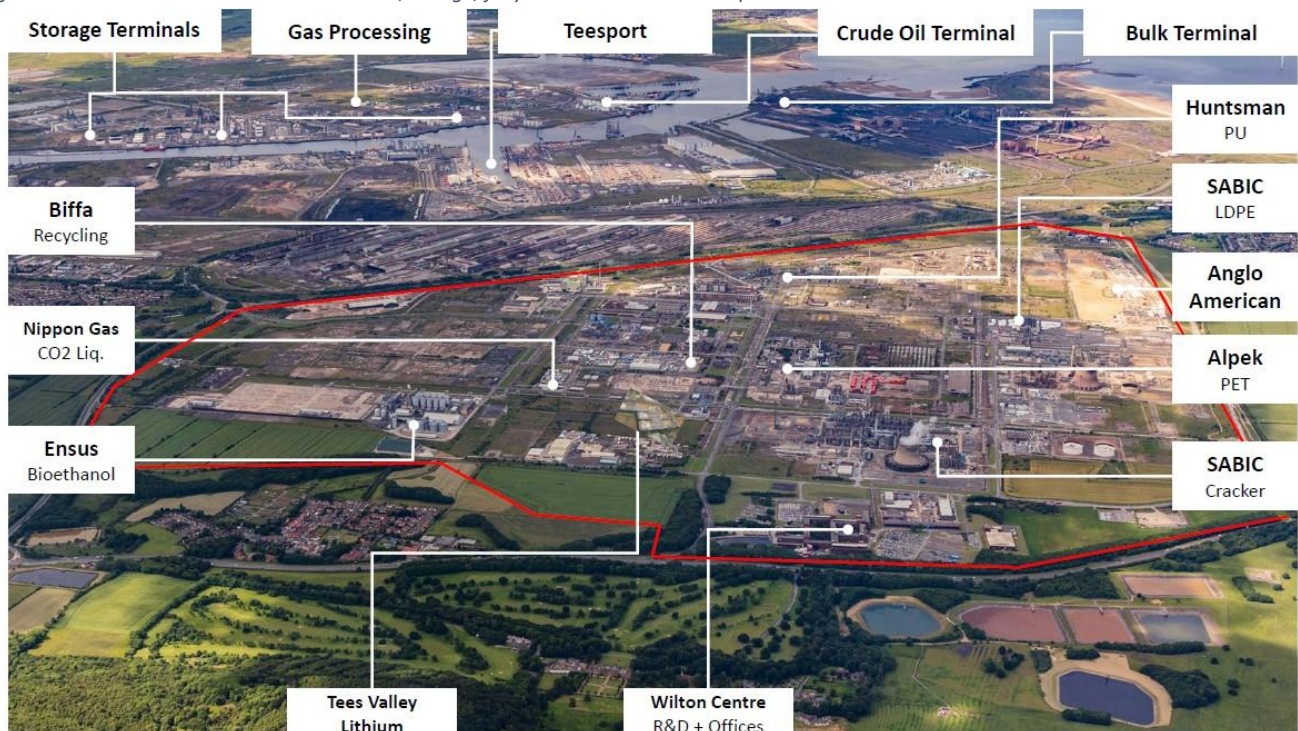 Storage Terminals
Gas Processing
Teesport
Crude Oil Terminal
Bulk Terminal
Huntsman
PU
SABIC
LDPE
Biffa
Recycling
Anglo
American
Nippon Gas
CO2 Liq.
Alpek
PET
Ensus
Bioethanol
SABIC
Cracker
Tees Valley
Lithium
Wilton Centre
R&D + Offices